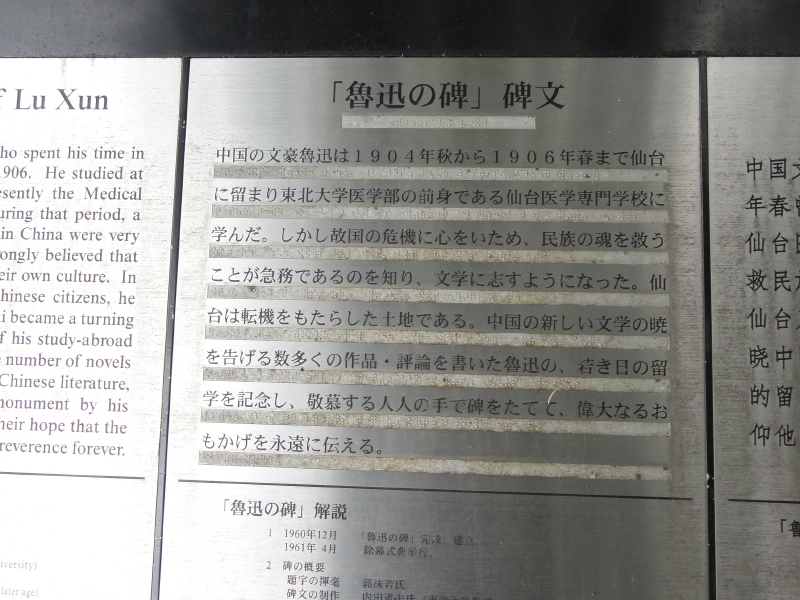 f Lu Xun
ho spent his time in
1906. He studied at
esently the Medical
uring that period, a
in China were very
ongly believed that
eir own culture. In
hinese citizens, he
i became a turning
f his study-abroad
number of novels
Chinese literature,
monument by his
heir hope that the
reverence forever.
iversity)
later age)
「魯迅の碑」碑文
中国の文豪魯迅は1904年秋から1906年春まで仙台
に留まり東北大学医学部の前身である仙台医学専門学校に
学んだ。しかし故国の危機に心をいため、民族の魂を救う
ことが急務であるのを知り、文学に志すようになった。仙
台は転機をもたらした土地である。中国の新しい文学の暁
を告げる数多くの作品・評論を書いた魯迅の、若き日の留
学を記念し、敬慕する人人の手で碑をたてて、偉大なるお
もかげを永遠に伝える。
「魯迅の碑」解説
1 1960年12月 「魯迅の碑」完成、建立。
1961年 4月 除幕式典挙行。
2 碑の概要
題字の揮毫 郭沫若氏
碑文の制作
中国文
年春
仙台医
救民族
仙台
晓中
的留
仰他
「魯